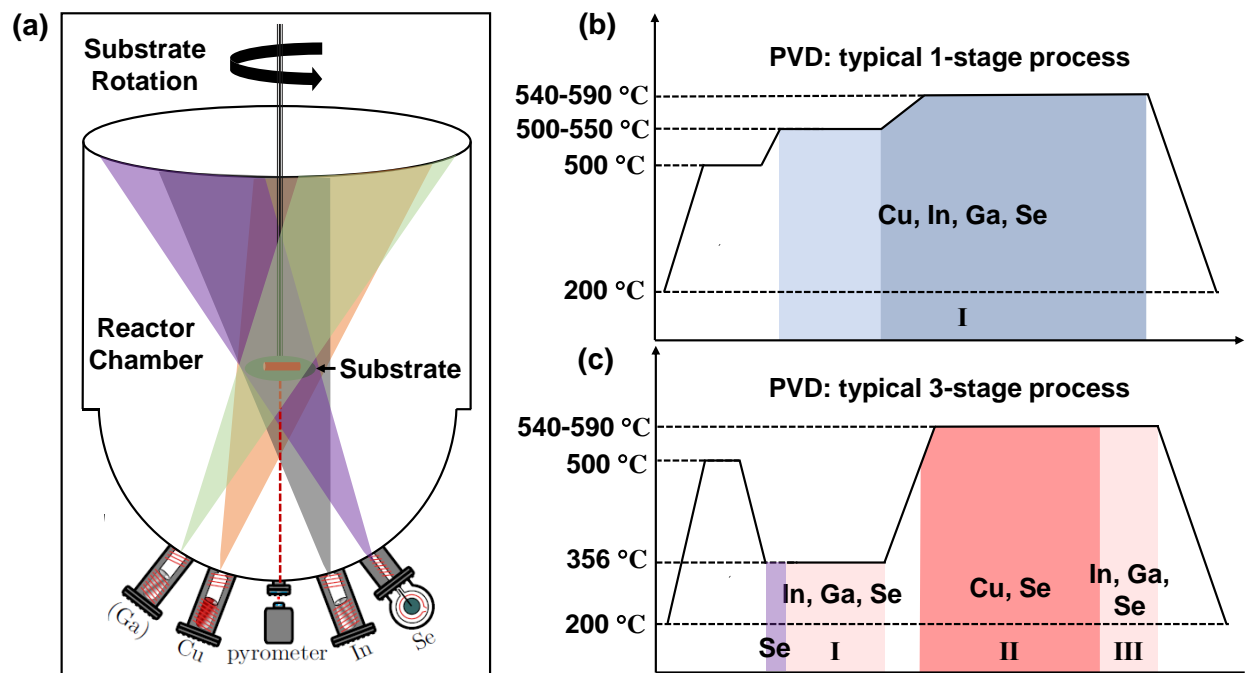 (a)
Substrate
Rotation
Reactor
Chamber
Substrate
(Ga)
Cu
pyrometer
In
Se
(b)
PVD: typical 1-stage process
540-590 °C
500-550 °C
500 °C
Cu, In, Ga, Se
200 °C
I
(c)
PVD: typical 3-stage process
540-590 °C
500 °C
356 °C
In, Ga, Se
Cu, Se
In, Ga,
Se
200 °C
Se
I
II
III